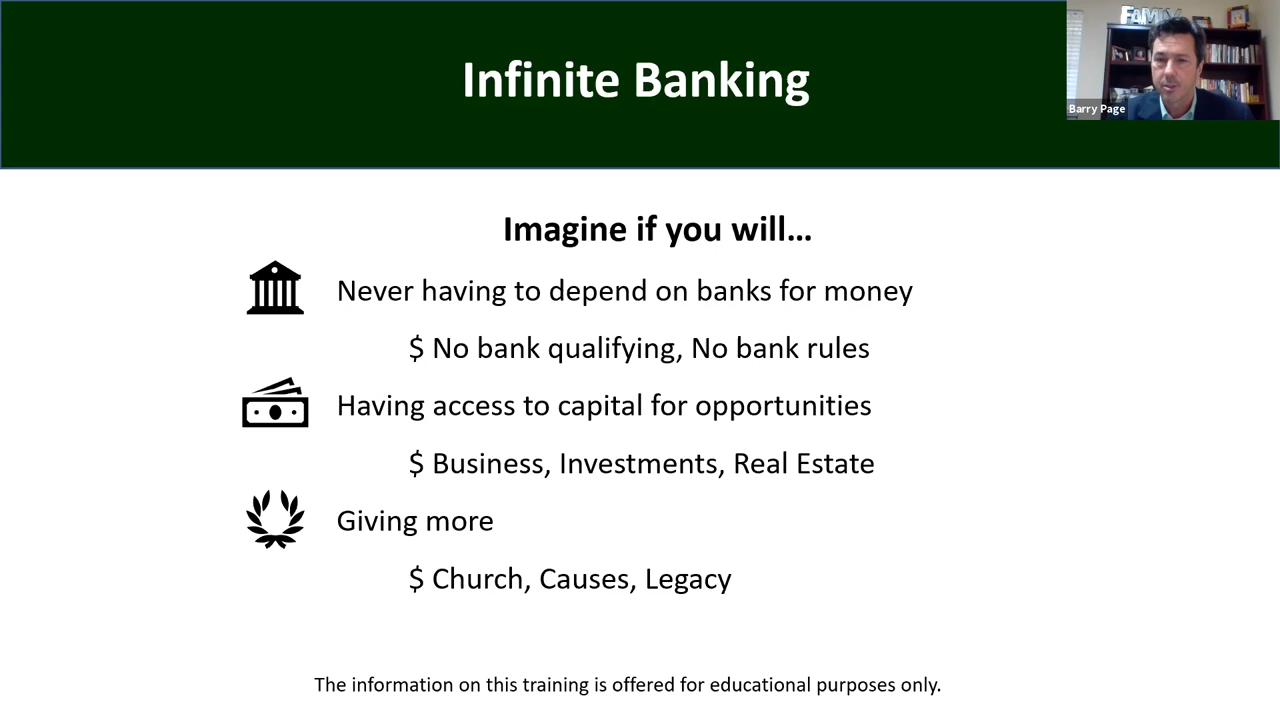 Infinite Banking
FAMILY
Barry Page
Imagine if you will...
Never having to depend on banks for money
$ No bank qualifying, No bank rules
Having access to capital for opportunities
$ Business, Investments, Real Estate
Giving more
$ Church, Causes, Legacy
The information on this training is offered for educational purposes only.